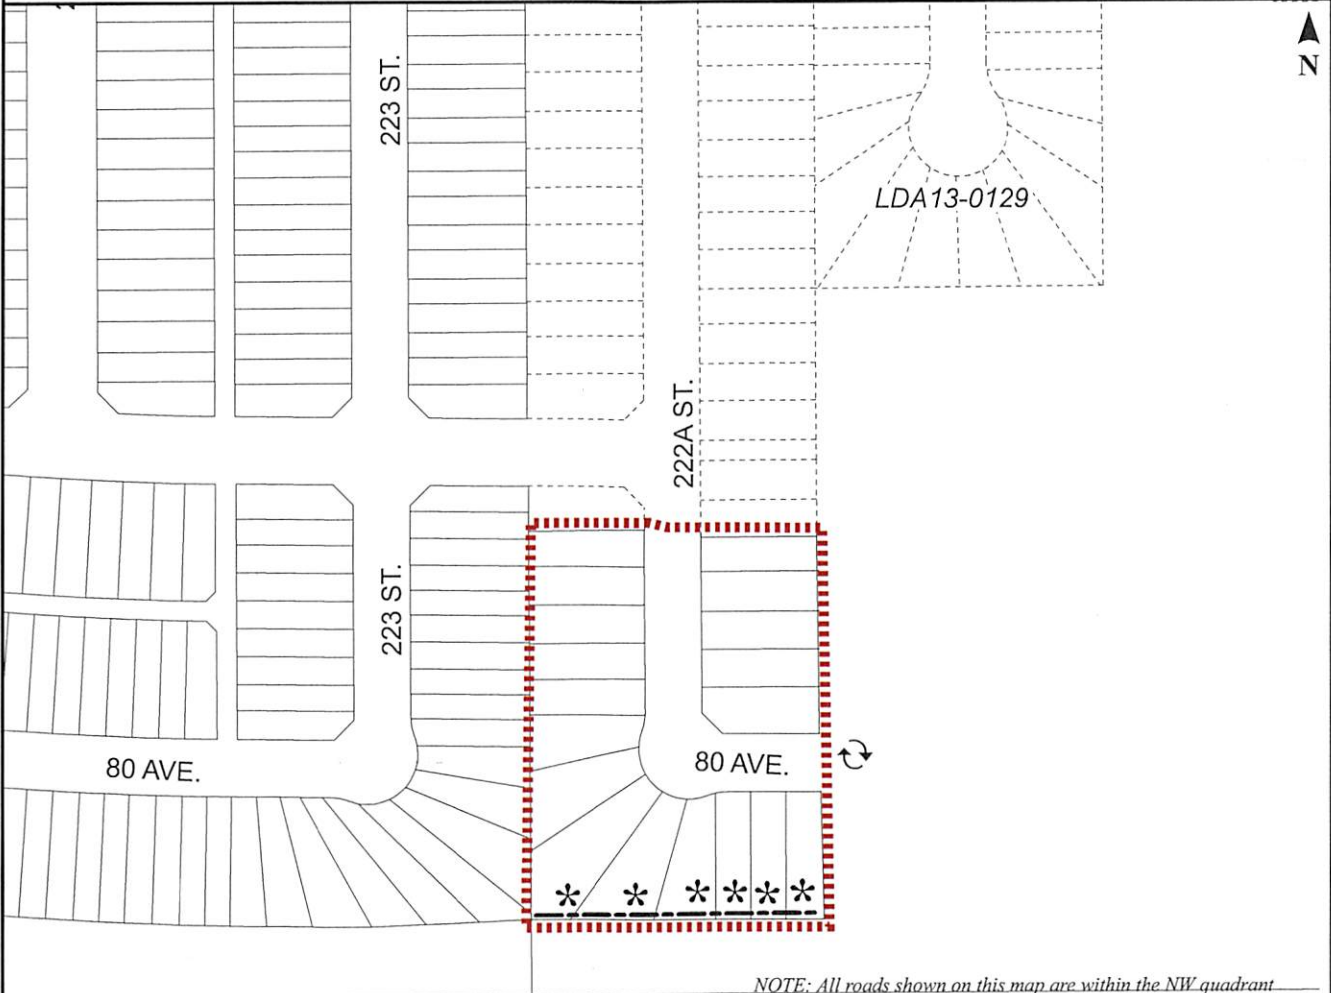 N
223 ST.
LDA13-0129
222A ST.
223 ST.
80 AVE.
80 AVE.
* * * * * *
NOTE: All roads shown on this map are within the NW quadrant